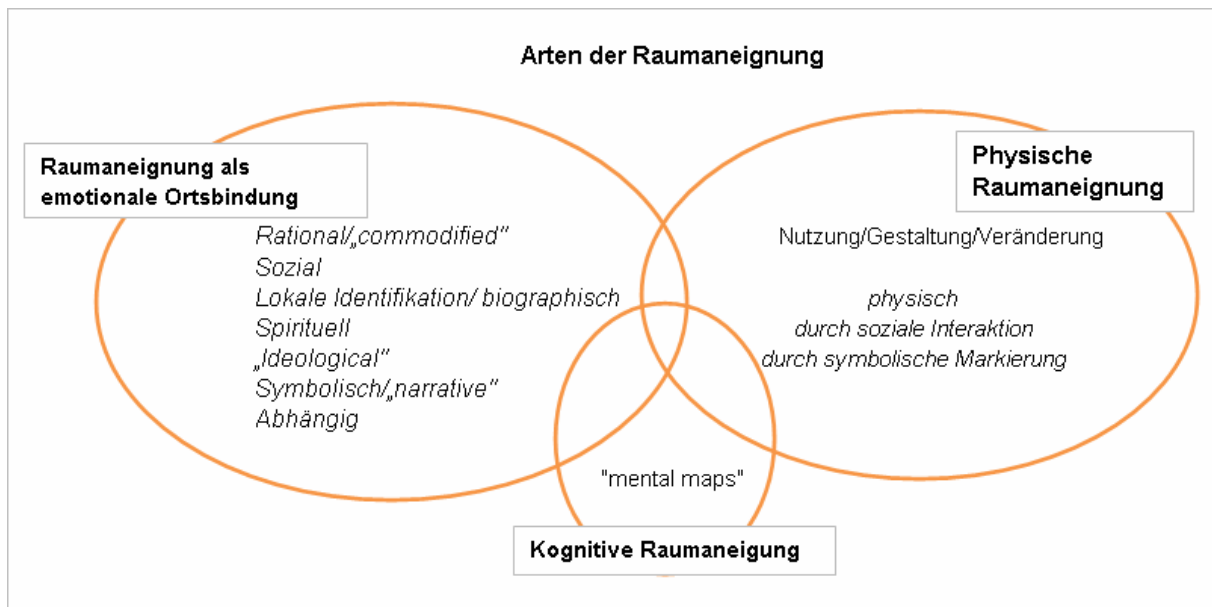 Arten der Raumaneignung
Raumaneignung als
emotionale Ortsbindung
Rational/„commodified"
Sozial
Lokale Identifikation/ biographisch
Spirituell
„Ideological"
Symbolisch/„narrative"
Abhängig
Physische
Raumaneignung
Nutzung/Gestaltung/Veränderung
physisch
durch soziale Interaktion
durch symbolische Markierung
"mental maps"
Kognitive Raumaneigung